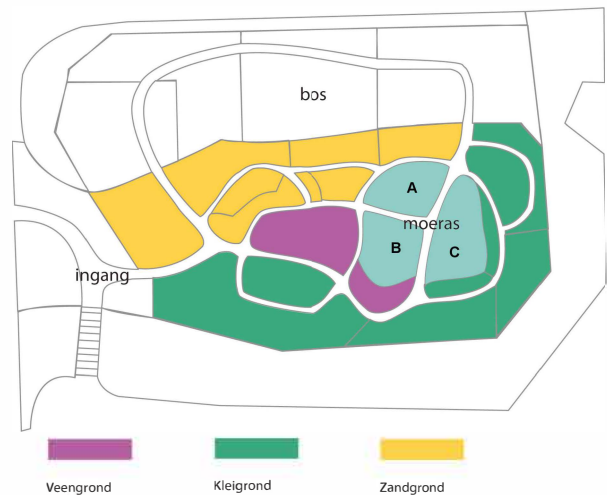 bos
A
moeras
B
C
ingang
Veengrond
Kleigrond
Zandgrond